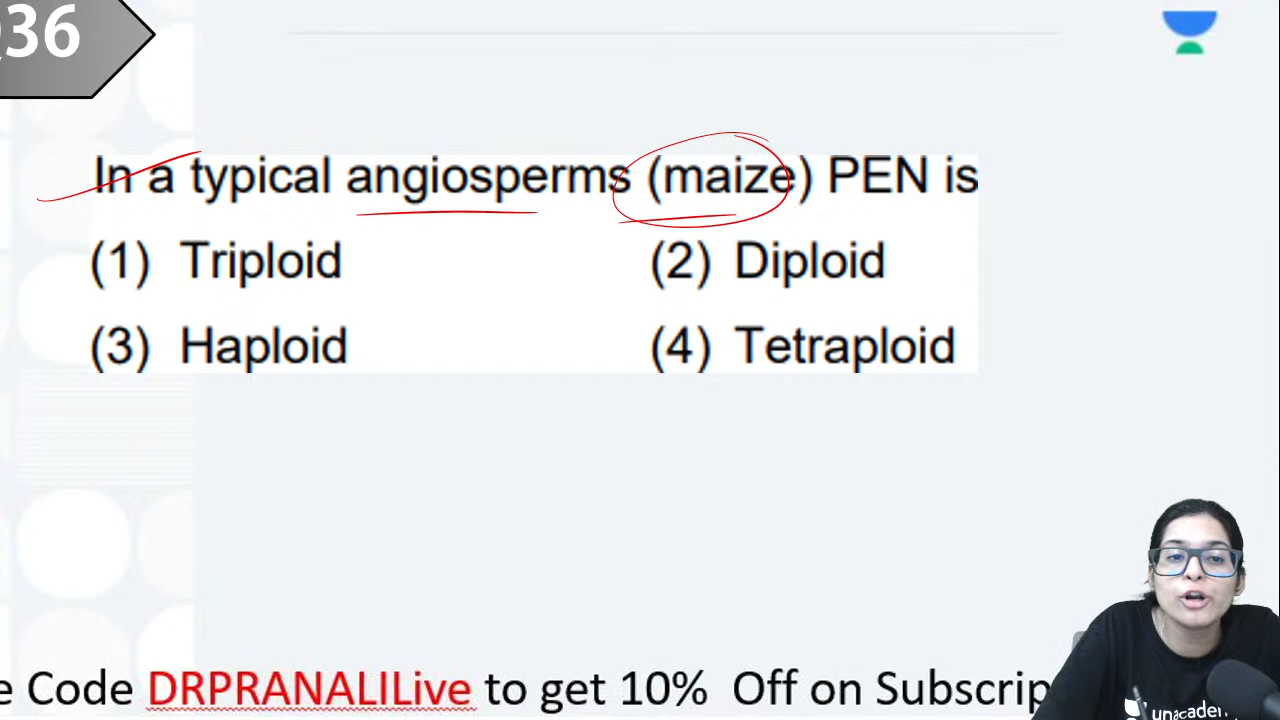 36
In a typical angiosperms (maize) PEN is
(1) Triploid (2) Diploid
(3) Haploid (4) Tetraploid
Code DRPRANALILive to get 10% Off on Subscrip
unacademy